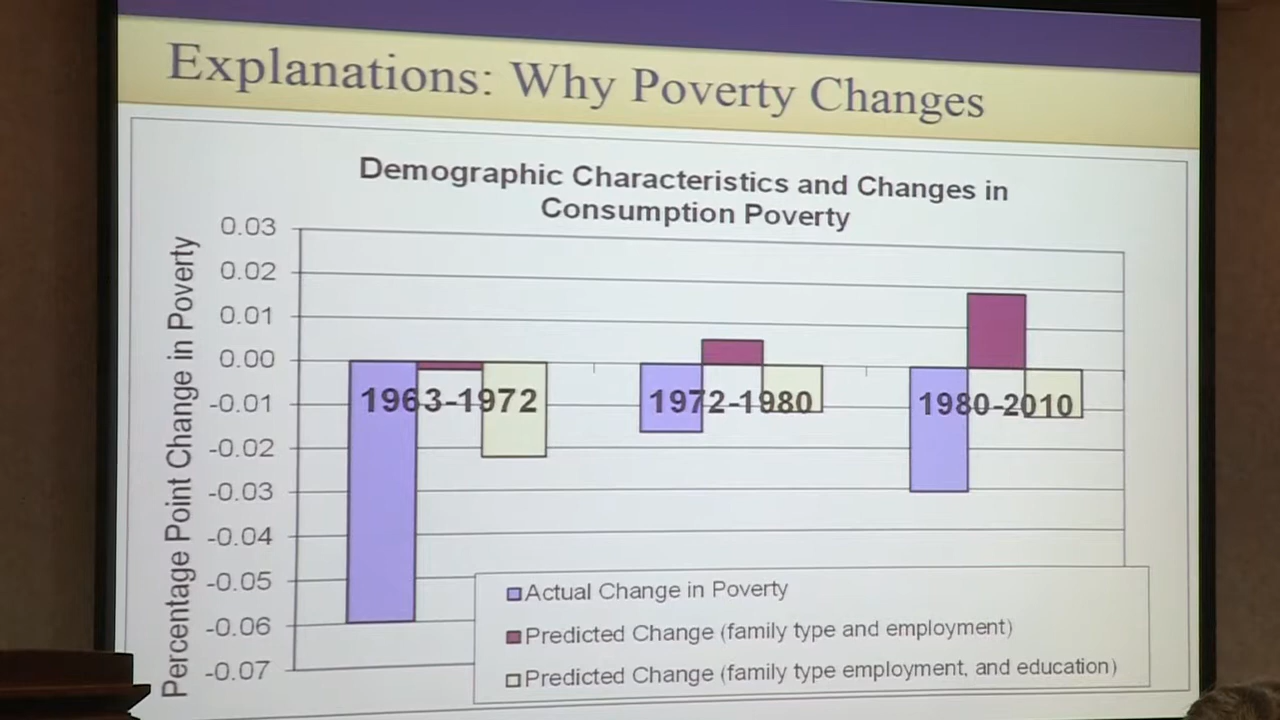 Explanations: Why Poverty Changes
Demographic Characteristics and Changes in
Consumption Poverty
Percentage Point Change in Poverty
0.03
0.02
0.01
0.00
-0.01
-0.02
-0.03
-0.04
-0.05
-0.06
-0.07
1963-1972
1972-1980
1980-2010
Actual Change in Poverty
Predicted Change (family type and employment)
Predicted Change (family type employment, and education)